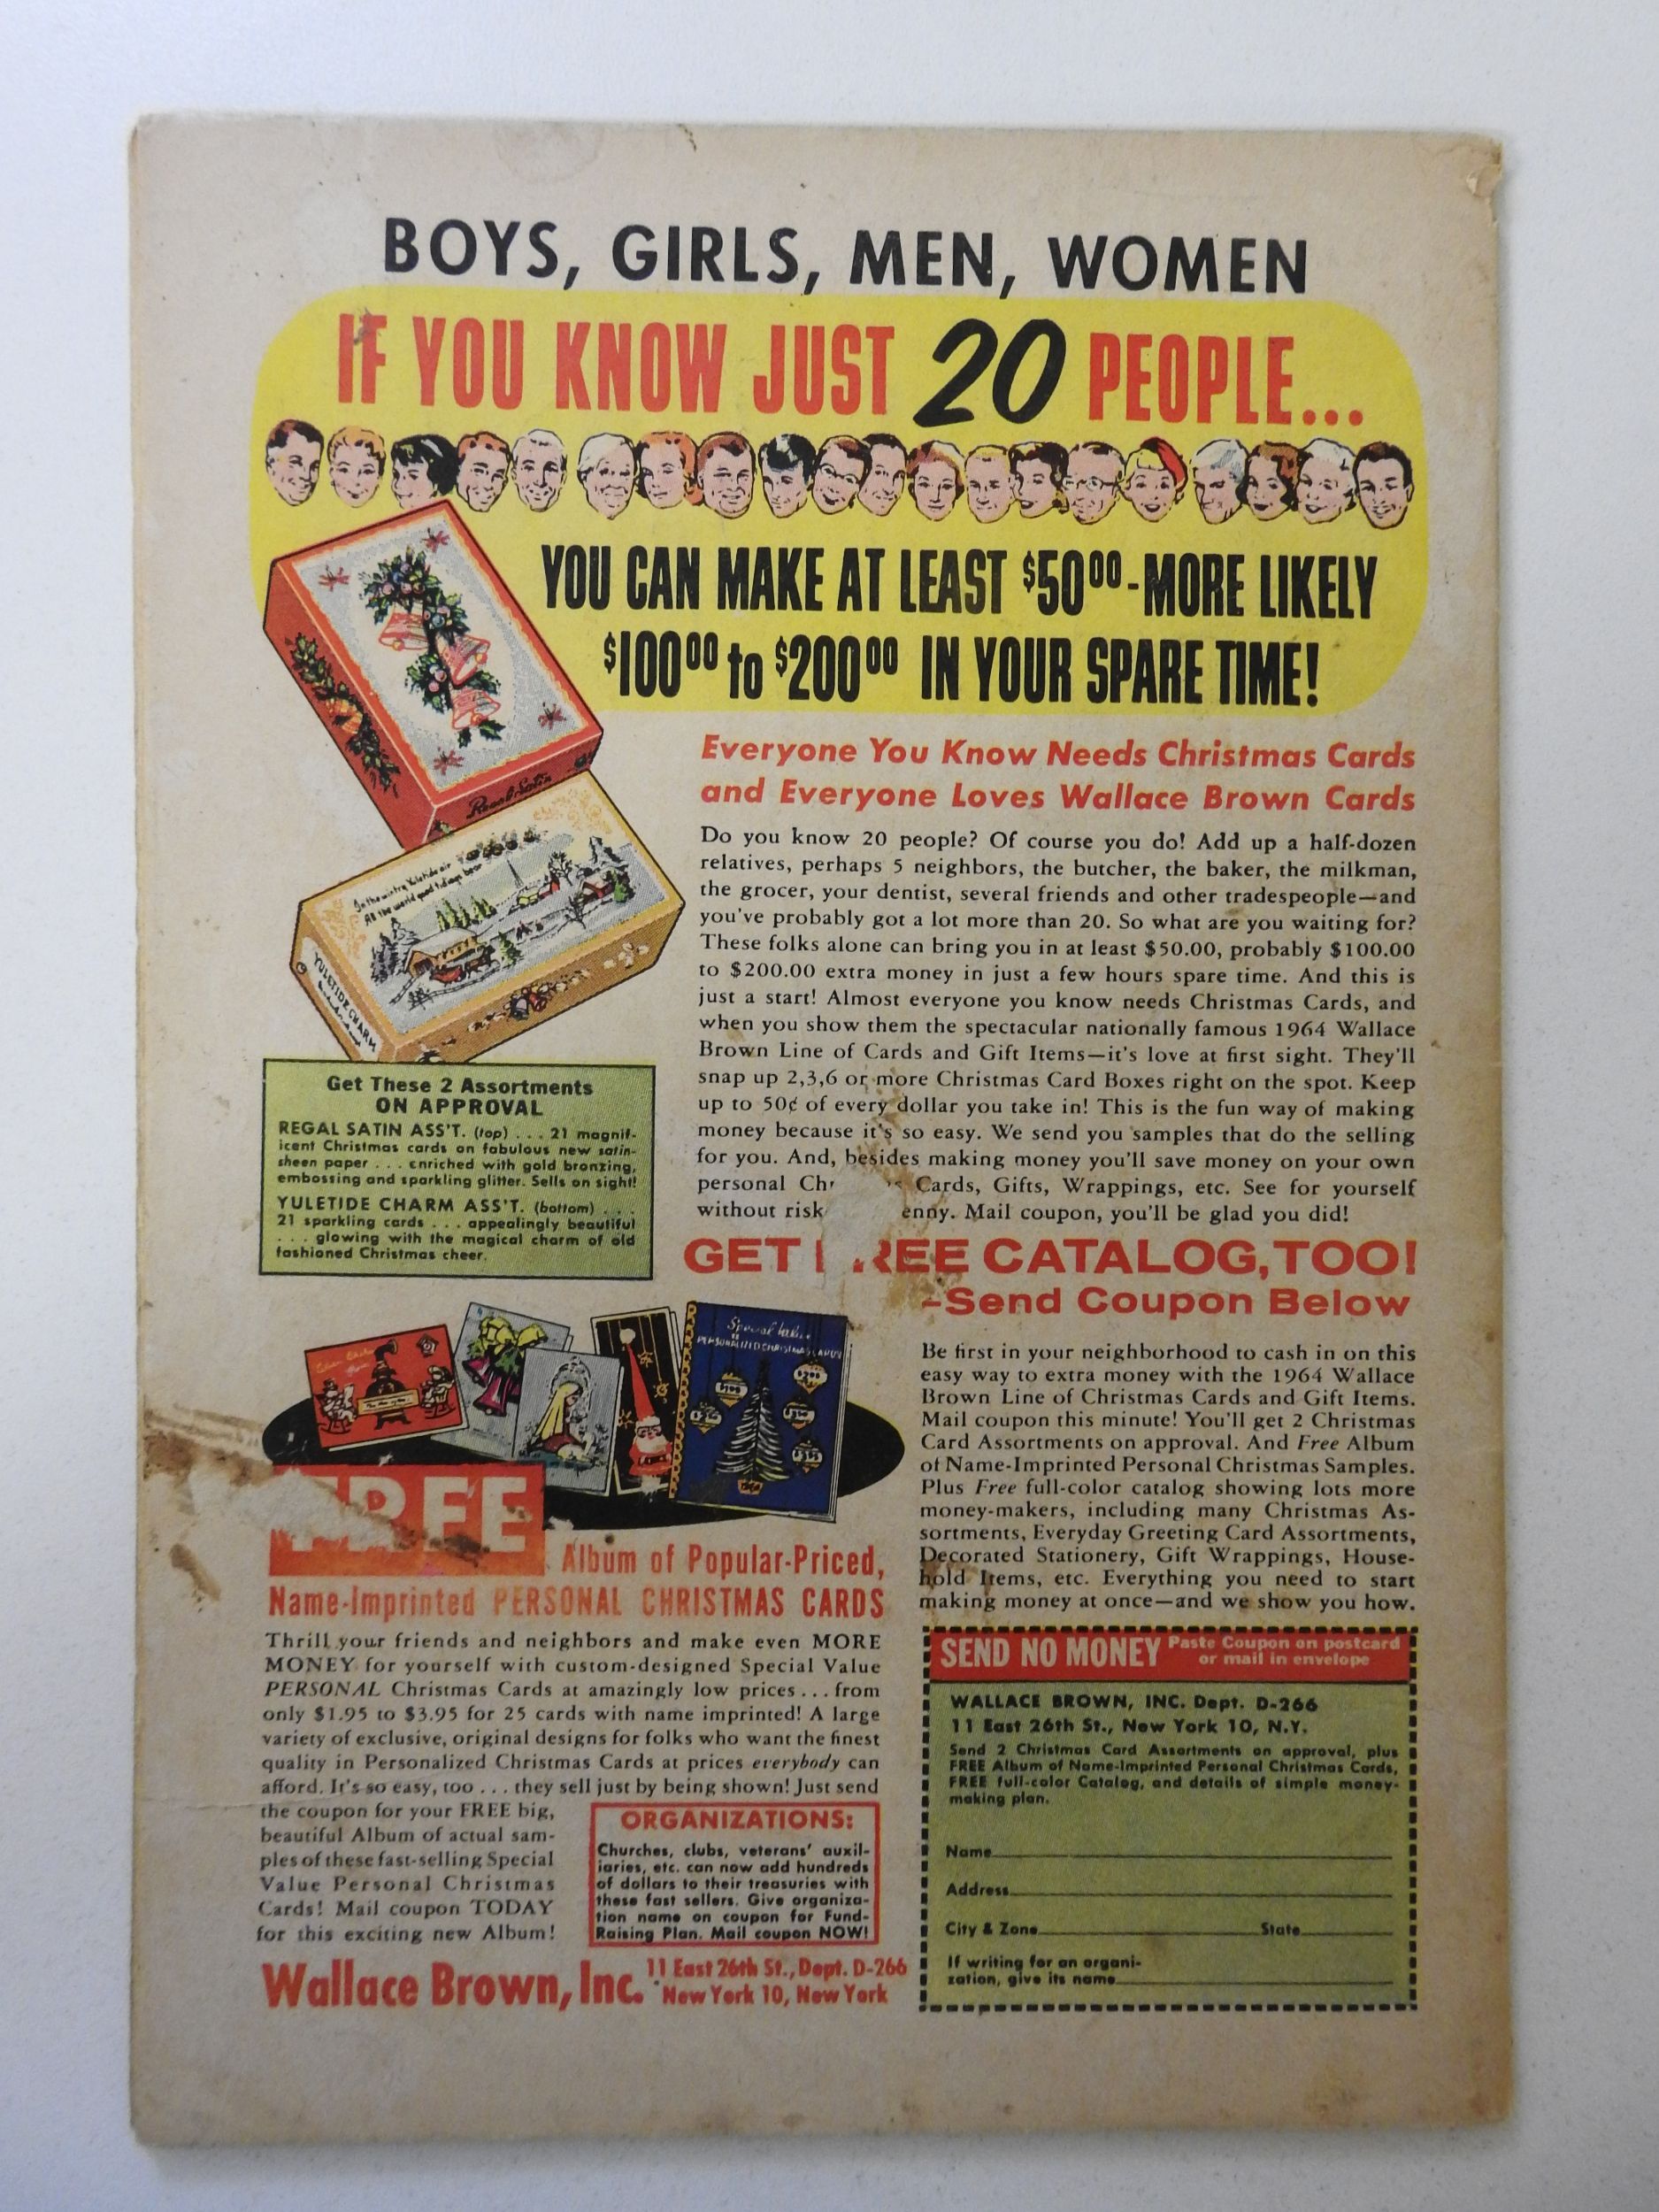 BOYS, GIRLS, MEN, WOMEN
IF YOU KNOW JUST 20 PEOPLE...
YOU CAN MAKE AT LEAST $50⁰⁰-MORE LIKELY
$100⁰⁰ to $200⁰⁰ IN YOUR SPARE TIME!
Regal Satin
In the wintry Yuletide air
All the world good tidings bear
YULETIDE CHARM
Everyone You Know Needs Christmas Cards
and Everyone Loves Wallace Brown Cards
Do you know 20 people? Of course you do! Add up a half-dozen
relatives, perhaps 5 neighbors, the butcher, the baker, the milkman,
the grocer, your dentist, several friends and other tradespeople—and
you've probably got a lot more than 20. So what are you waiting for?
These folks alone can bring you in at least $50.00, probably $100.00
to $200.00 extra money in just a few hours spare time. And this is
just a start! Almost everyone you know needs Christmas Cards, and
when you show them the spectacular nationally famous 1964 Wallace
Brown Line of Cards and Gift Items—it's love at first sight. They'll
snap up 2,3,6 or more Christmas Card Boxes right on the spot. Keep
up to 50¢ of every dollar you take in! This is the fun way of making
money because it's so easy. We send you samples that do the selling
for you. And, besides making money you'll save money on your own
personal Cards, Gifts, Wrappings, etc. See for yourself
without risk enny. Mail coupon, you'll be glad you did!
Get These 2 Assortments
ON APPROVAL
REGAL SATIN ASS'T. (top) . . . 21 magnif-
icent Christmas cards on fabulous new satin-
sheen paper . . . enriched with gold bronzing,
embossing and sparkling glitter. Sells on sight!
YULETIDE CHARM ASS'T. (bottom) . . .
21 sparkling cards . . . appealingly beautiful
. . . glowing with the magical charm of old
fashioned Christmas cheer.
GET FREE CATALOG, TOO!
-Send Coupon Below
Special Value
PERSONALIZED CHRISTMAS CARDS
Be first in your neighborhood to cash in on this
easy way to extra money with the 1964 Wallace
Brown Line of Christmas Cards and Gift Items.
Mail coupon this minute! You'll get 2 Christmas
Card Assortments on approval. And Free Album
of Name-Imprinted Personal Christmas Samples.
Plus Free full-color catalog showing lots more
money-makers, including many Christmas As-
sortments, Everyday Greeting Card Assortments,
Decorated Stationery, Gift Wrappings, House-
hold Items, etc. Everything you need to start
making money at once—and we show you how.
FREE
Album of Popular-Priced,
Name-Imprinted PERSONAL CHRISTMAS CARDS
Thrill your friends and neighbors and make even MORE
MONEY for yourself with custom-designed Special Value
PERSONAL Christmas Cards at amazingly low prices . . . from
only $1.95 to $3.95 for 25 cards with name imprinted! A large
variety of exclusive, original designs for folks who want the finest
quality in Personalized Christmas Cards at prices everybody can
afford. It's so easy, too . . . they sell just by being shown! Just send
the coupon for your FREE big,
beautiful Album of actual sam-
ples of these fast-selling Special
Value Personal Christmas
Cards! Mail coupon TODAY
for this exciting new Album!
ORGANIZATIONS:
Churches, clubs, veterans' auxil-
iaries, etc. can now add hundreds
of dollars to their treasuries with
these fast sellers. Give organiza-
tion name on coupon for Fund-
Raising Plan. Mail coupon NOW!
Wallace Brown, Inc. 11 East 26th St., Dept. D-266
New York 10, New York
SEND NO MONEY Paste Coupon on postcard
or mail in envelope
WALLACE BROWN, INC. Dept. D-266
11 East 26th St., New York 10, N.Y.
Send 2 Christmas Card Assortments on approval, plus
FREE Album of Name-Imprinted Personal Christmas Cards,
FREE full-color Catalog, and details of simple money-
making plan.
Name
Address
City & Zone State
If writing for an organi-
zation, give its name